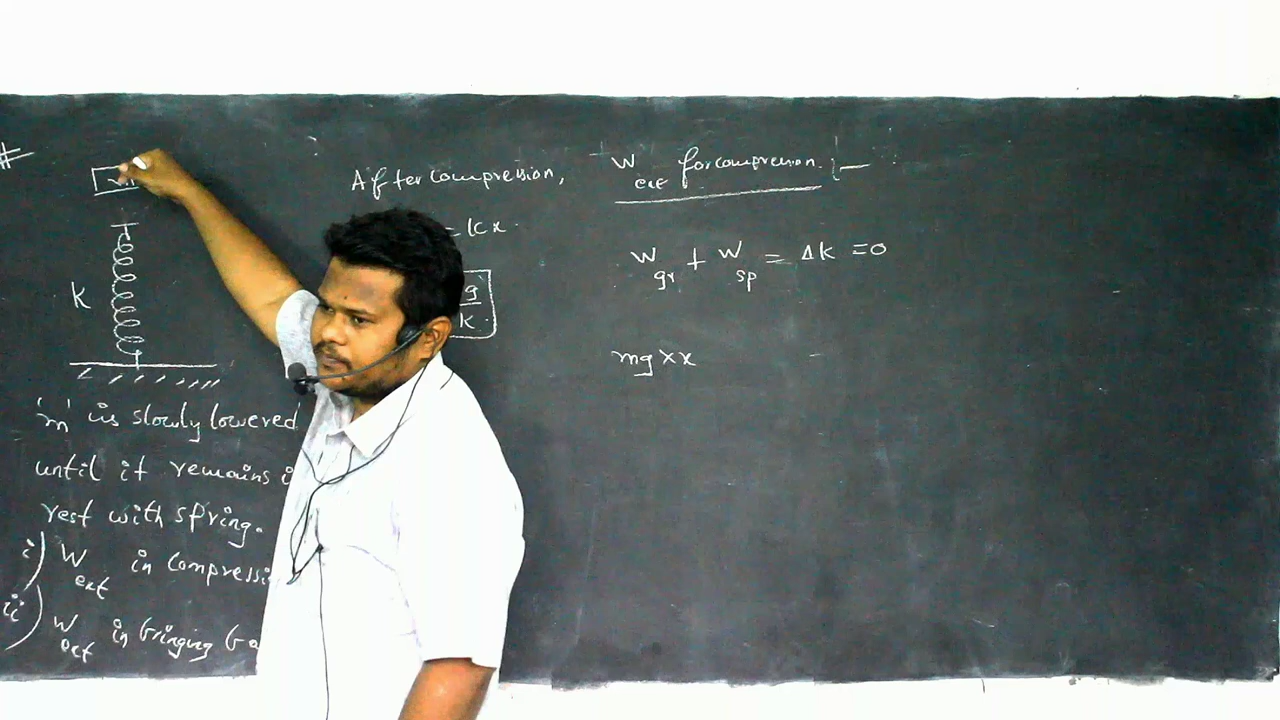 #
k
'm' is slowly lowered
until it remains i
rest with spring.
i) W ext in compressi
ii) W ext in bringing ba
After compression,
= kx.
g
k.
W ext for compression :-
W gr + W sp = Δk = 0
mg × x